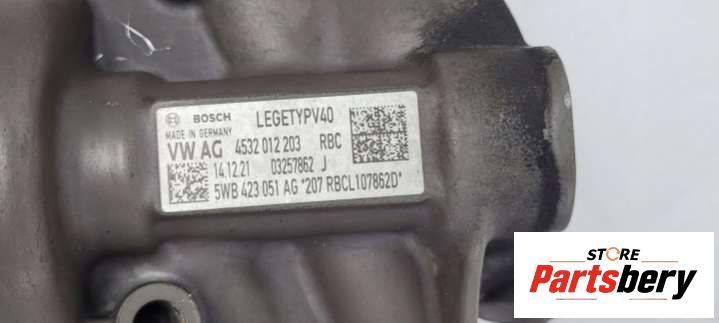 BOSCH LEGETYPV40
MADE IN GERMANY
VW AG 4532 012 203 RBC
14.12.21 03257862 J
5WB 423 051 AG *207 RBCL107862D*
STORE
Partsbery